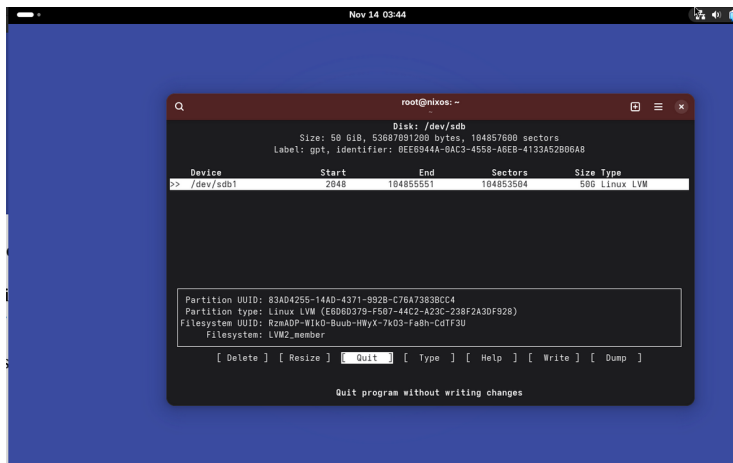 Nov 14 03:44
root@nixos: ~
~
Disk: /dev/sdb
Size: 50 GiB, 53687091200 bytes, 104857600 sectors
Label: gpt, identifier: 0EE6944A-0AC3-4558-A6EB-4133A52B06A8
Device Start End Sectors Size Type
>> /dev/sdb1 2048 104855551 104853504 50G Linux LVM
Partition UUID: 83AD4255-14AD-4371-992B-C76A7383BCC4
Partition type: Linux LVM (E6D6D379-F507-44C2-A23C-238F2A3DF928)
Filesystem UUID: RzmADP-WIkO-Buub-HWyX-7kO3-Fa8h-CdTF3U
Filesystem: LVM2_member
[ Delete ] [ Resize ] [ Quit ] [ Type ] [ Help ] [ Write ] [ Dump ]
Quit program without writing changes